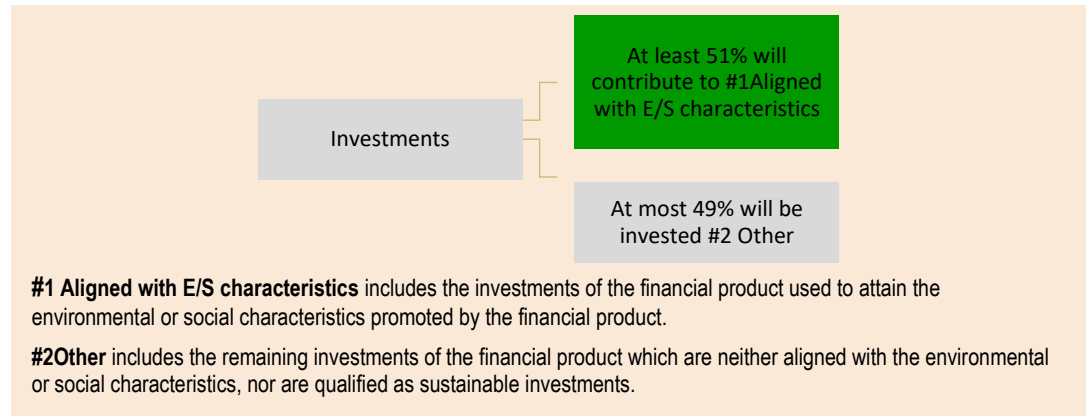 At least 51% will
contribute to #1Aligned
with E/S characteristics
Investments
At most 49% will be
invested #2 Other
#1 Aligned with E/S characteristics includes the investments of the financial product used to attain the
environmental or social characteristics promoted by the financial product.
#2Other includes the remaining investments of the financial product which are neither aligned with the environmental
or social characteristics, nor are qualified as sustainable investments.